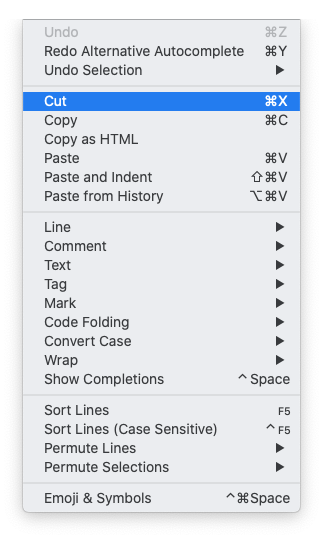 Undo ⌘Z
Redo Alternative Autocomplete ⌘Y
Undo Selection ▶
Cut ⌘X
Copy ⌘C
Copy as HTML
Paste ⌘V
Paste and Indent ⇧⌘V
Paste from History ⌥⌘V
Line ▶
Comment ▶
Text ▶
Tag ▶
Mark ▶
Code Folding ▶
Convert Case ▶
Wrap ▶
Show Completions ^Space
Sort Lines F5
Sort Lines (Case Sensitive) ^F5
Permute Lines ▶
Permute Selections ▶
Emoji & Symbols ^⌘Space